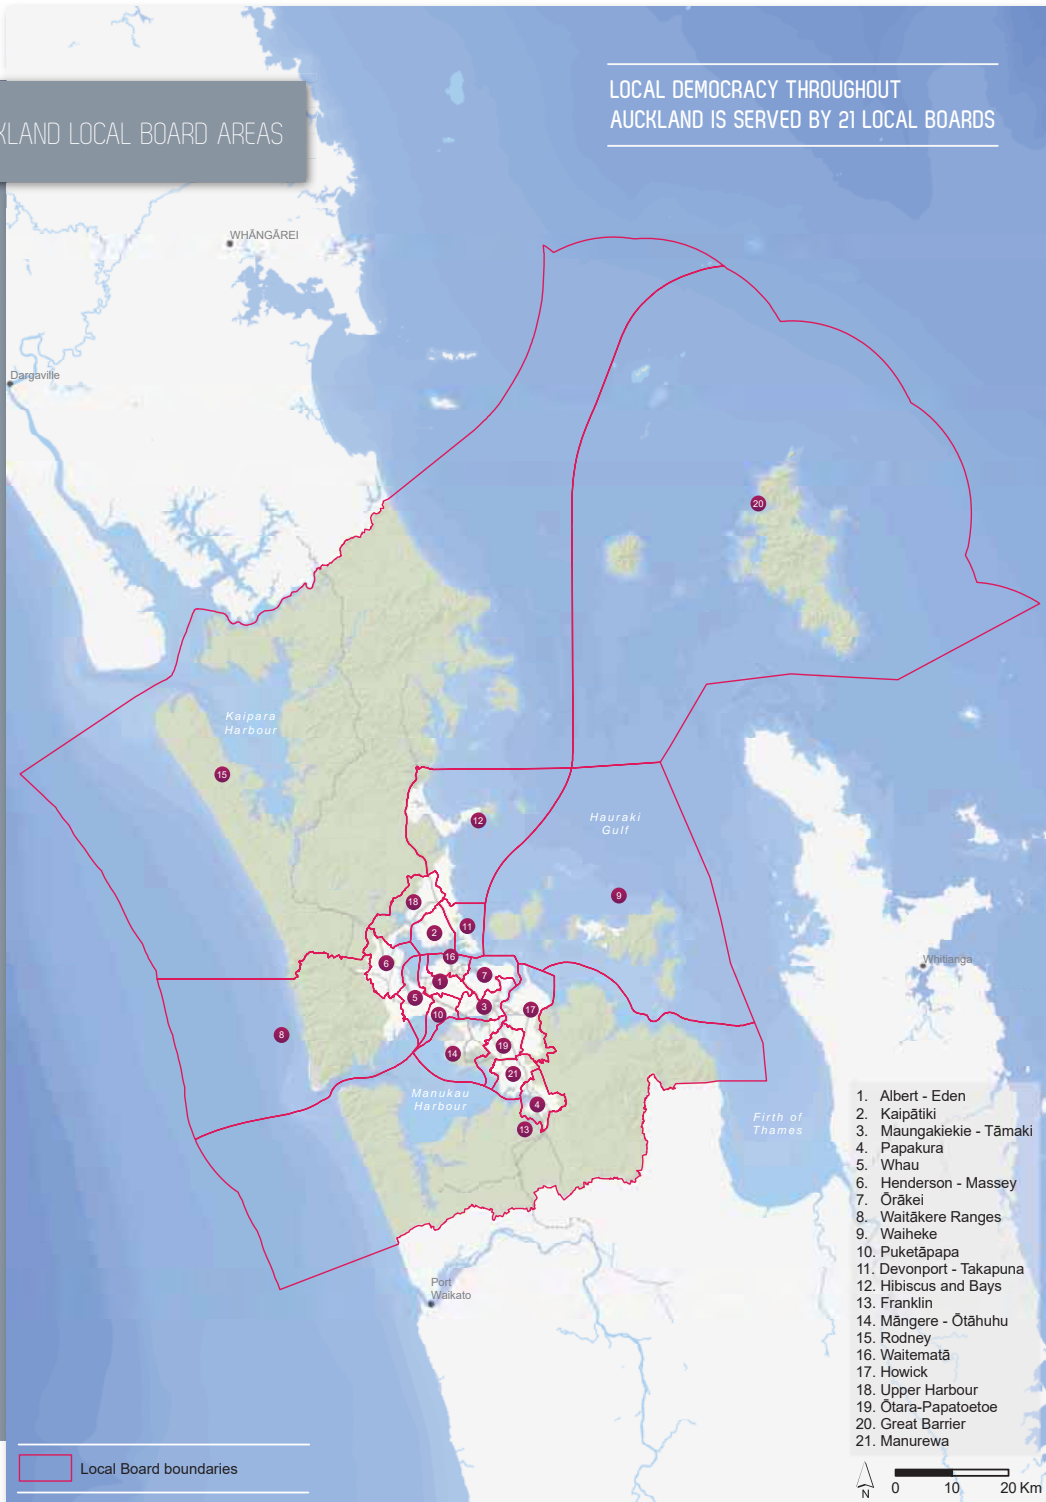 KLAND LOCAL BOARD AREAS
LOCAL DEMOCRACY THROUGHOUT
AUCKLAND IS SERVED BY 21 LOCAL BOARDS
WHĀNGĀREI
Dargaville
20
Kaipara
Harbour
15
12
Hauraki
Gulf
9
18
2
11
16
6
7
1
5
3
10
17
8
19
14
21
Whitianga
Manukau
Harbour
4
13
Firth of
Thames
Port
Waikato
1. Albert - Eden
2. Kaipātiki
3. Maungakiekie - Tāmaki
4. Papakura
5. Whau
6. Henderson - Massey
7. Ōrākei
8. Waitākere Ranges
9. Waiheke
10. Puketāpapa
11. Devonport - Takapuna
12. Hibiscus and Bays
13. Franklin
14. Māngere - Ōtāhuhu
15. Rodney
16. Waitematā
17. Howick
18. Upper Harbour
19. Ōtara-Papatoetoe
20. Great Barrier
21. Manurewa
Local Board boundaries
N
0 10 20 Km